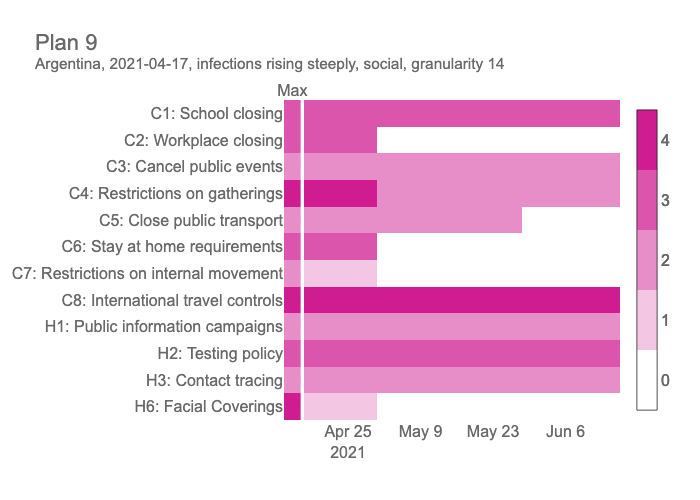 Plan 9
Argentina, 2021-04-17, infections rising steeply, social, granularity 14
Max
C1: School closing
C2: Workplace closing
C3: Cancel public events
C4: Restrictions on gatherings
C5: Close public transport
C6: Stay at home requirements
C7: Restrictions on internal movement
C8: International travel controls
H1: Public information campaigns
H2: Testing policy
H3: Contact tracing
H6: Facial Coverings
4
3
2
1
0
Apr 25 May 9 May 23 Jun 6
2021